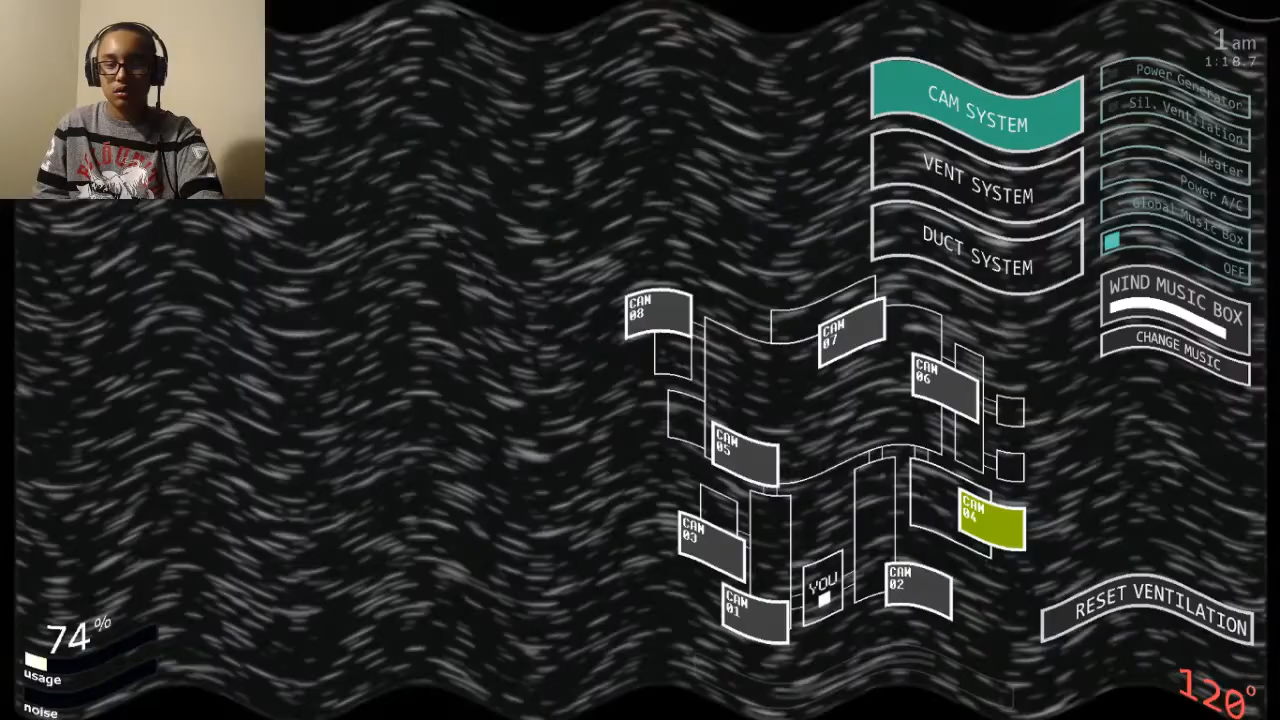 1 am
1:18.7
CAM SYSTEM
VENT SYSTEM
DUCT SYSTEM
Power Generator
Sil. Ventilation
Heater
Power A/C
Global Music Box
OFF
WIND MUSIC BOX
CHANGE MUSIC
CAM
08
CAM
07
CAM
06
CAM
05
CAM
04
CAM
03
CAM
02
CAM
01
YOU
RESET VENTILATION
74%
usage
noise
120°